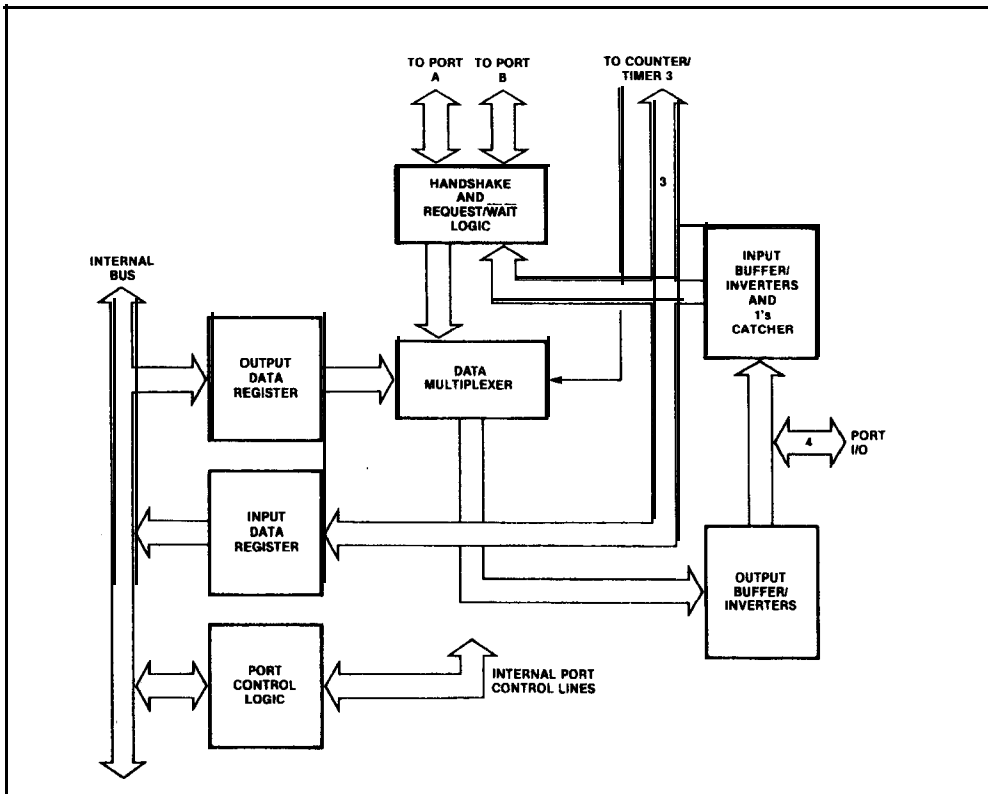 TO PORT
A
TO PORT
B
TO COUNTER/
TIMER 3
HANDSHAKE
AND
REQUEST/WAIT
LOGIC
3
INTERNAL
BUS
INPUT
BUFFER/
INVERTERS
AND
1's
CATCHER
OUTPUT
DATA
REGISTER
DATA
MULTIPLEXER
4
PORT
I/O
INPUT
DATA
REGISTER
OUTPUT
BUFFER/
INVERTERS
PORT
CONTROL
LOGIC
INTERNAL PORT
CONTROL LINES